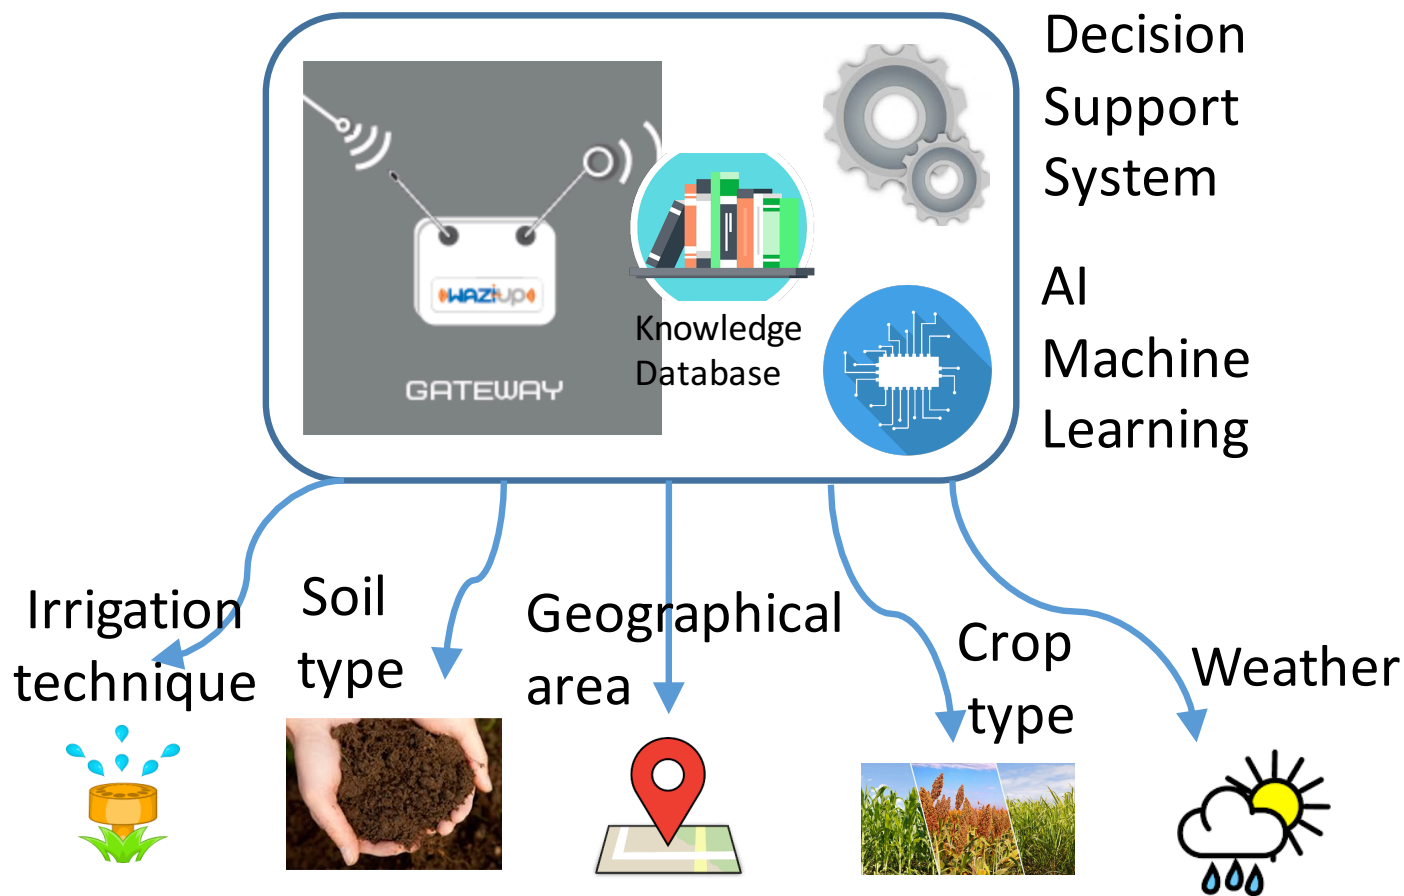 Decision
Support
System
WAZIUP
GATEWAY
Knowledge
Database
AI
Machine
Learning
Irrigation
technique
Soil
type
Geographical
area
Crop
type
Weather